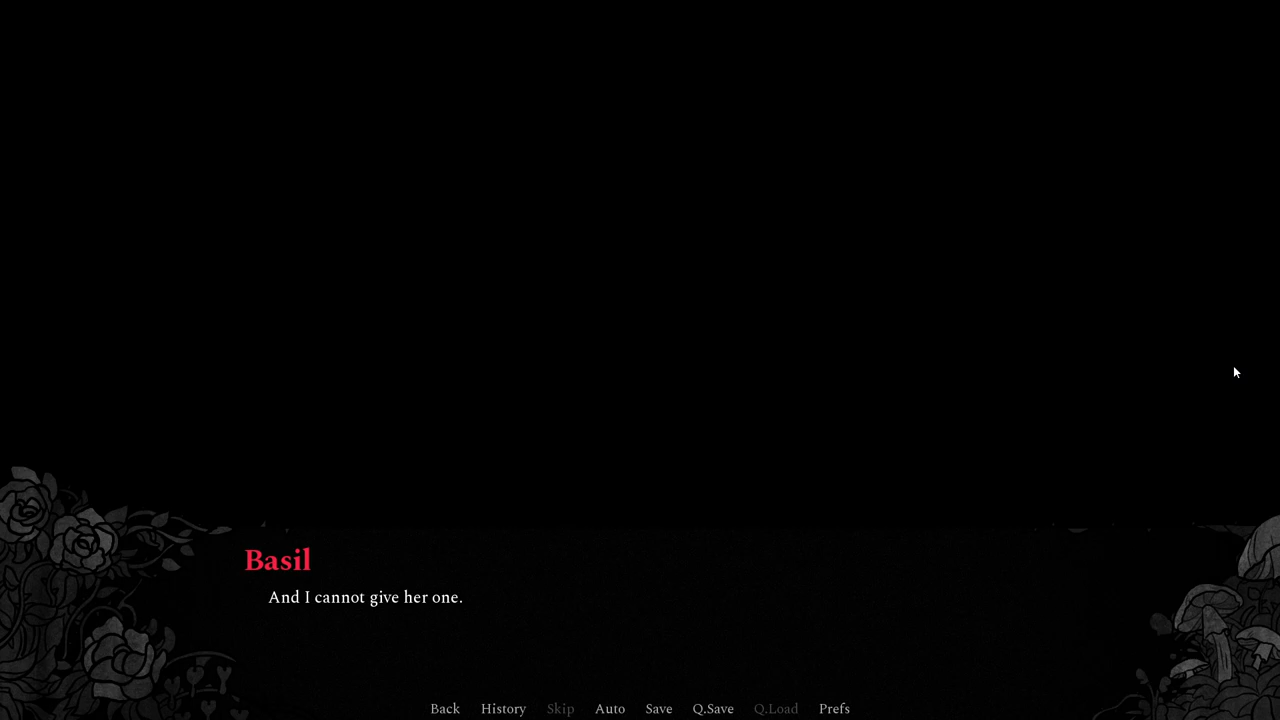 Basil
And I cannot give her one.
Back History Skip Auto Save Q.Save Q.Load Prefs